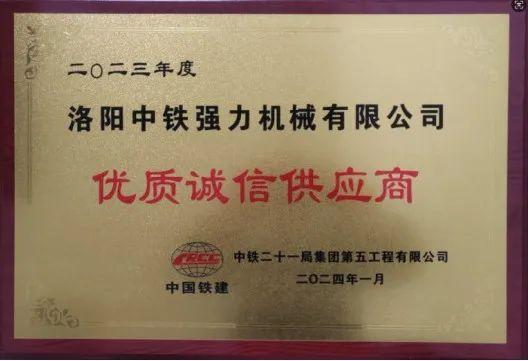 二〇二三年度
洛阳中铁强力机械有限公司
优质诚信供应商
CRCC
中国铁建
中铁二十一局集团第五工程有限公司
二〇二四年一月